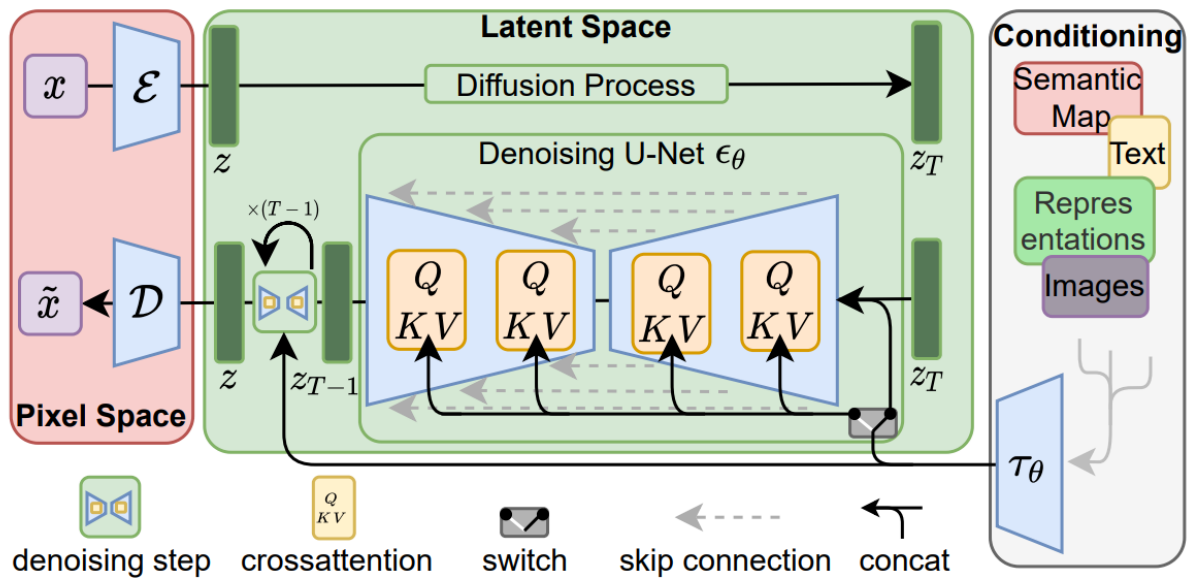 Latent Space
Conditioning
x
ℰ
z
Diffusion Process
z_T
Semantic
Map
Text
Repres
entations
Images
Denoising U-Net ϵ_θ
×(T−1)
x̃
𝒟
z
z_{T−1}
Q
KV
Q
KV
Q
KV
Q
KV
z_T
Pixel Space
τ_θ
Q
KV
denoising step
crossattention
switch
skip connection
concat